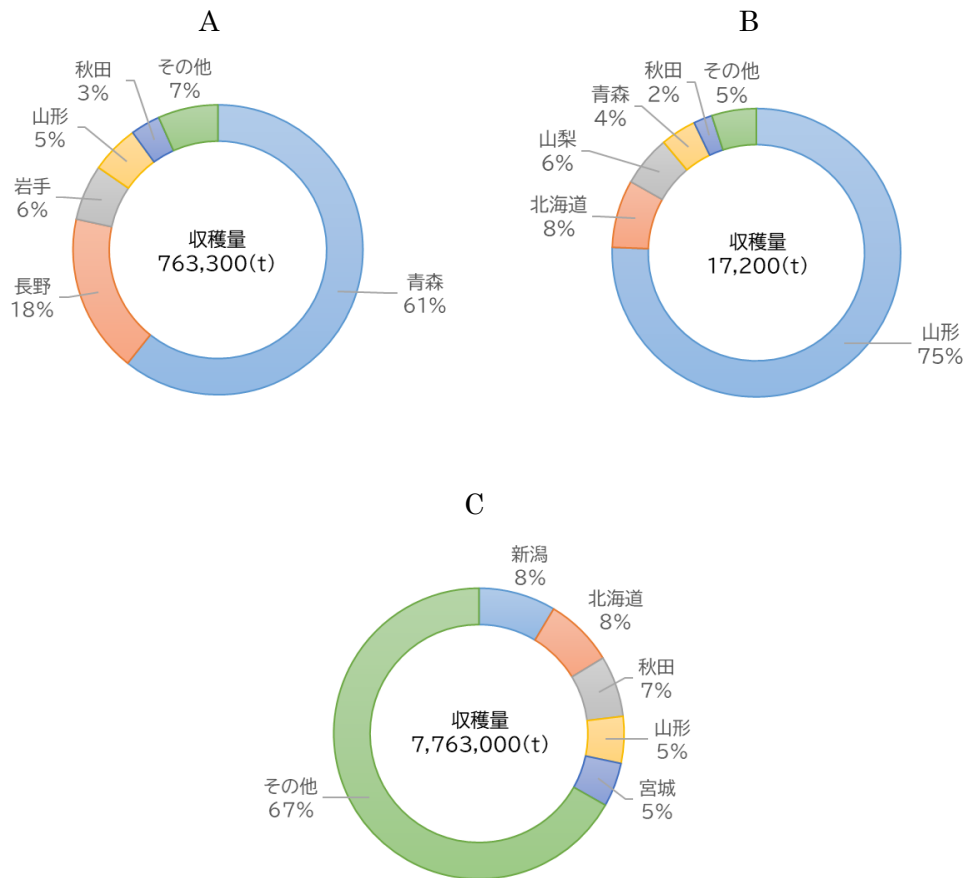 A
秋田
3%
その他
7%
山形
5%
岩手
6%
長野
18%
収穫量
763,300(t)
青森
61%
B
秋田
2%
その他
5%
青森
4%
山梨
6%
北海道
8%
収穫量
17,200(t)
山形
75%
C
新潟
8%
北海道
8%
秋田
7%
山形
5%
宮城
5%
収穫量
7,763,000(t)
その他
67%